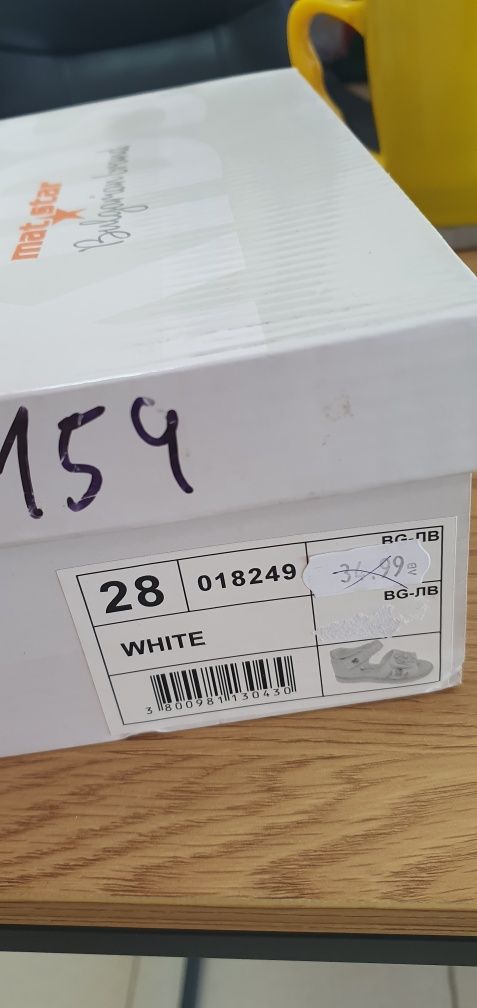 mat.star
Bulgarian brand
159
BG-ЛВ
28
018249
34.99 ЛВ
BG-ЛВ
WHITE
3 800981 130430